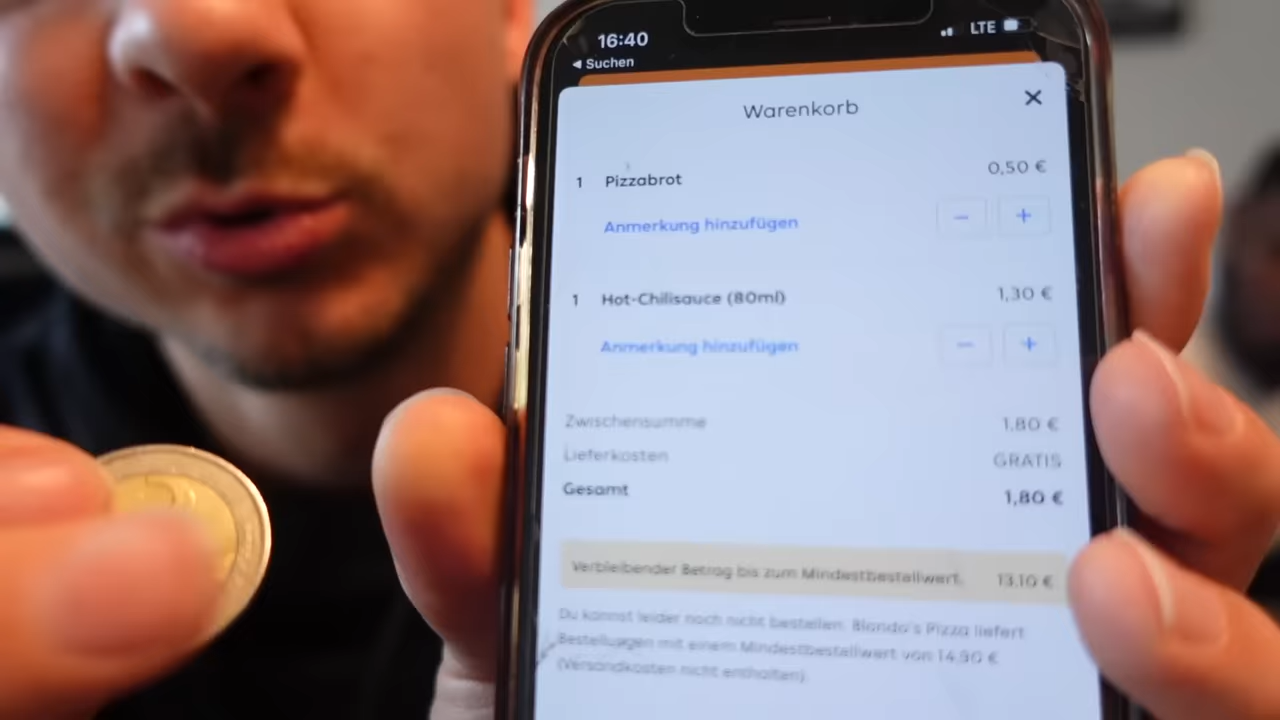 16:40
LTE
◀ Suchen
Warenkorb
1 Pizzabrot 0,50 €
Anmerkung hinzufügen
1 Hot-Chilisauce (80ml) 1,30 €
Anmerkung hinzufügen
Zwischensumme 1,80 €
Lieferkosten GRATIS
Gesamt 1,80 €
Verbleibender Betrag bis zum Mindestbestellwert. 13,10 €
Du kannst leider noch nicht bestellen. Blondo's Pizza liefert
Bestellungen mit einem Mindestbestellwert von 14,90 €
(Versandkosten nicht enthalten).